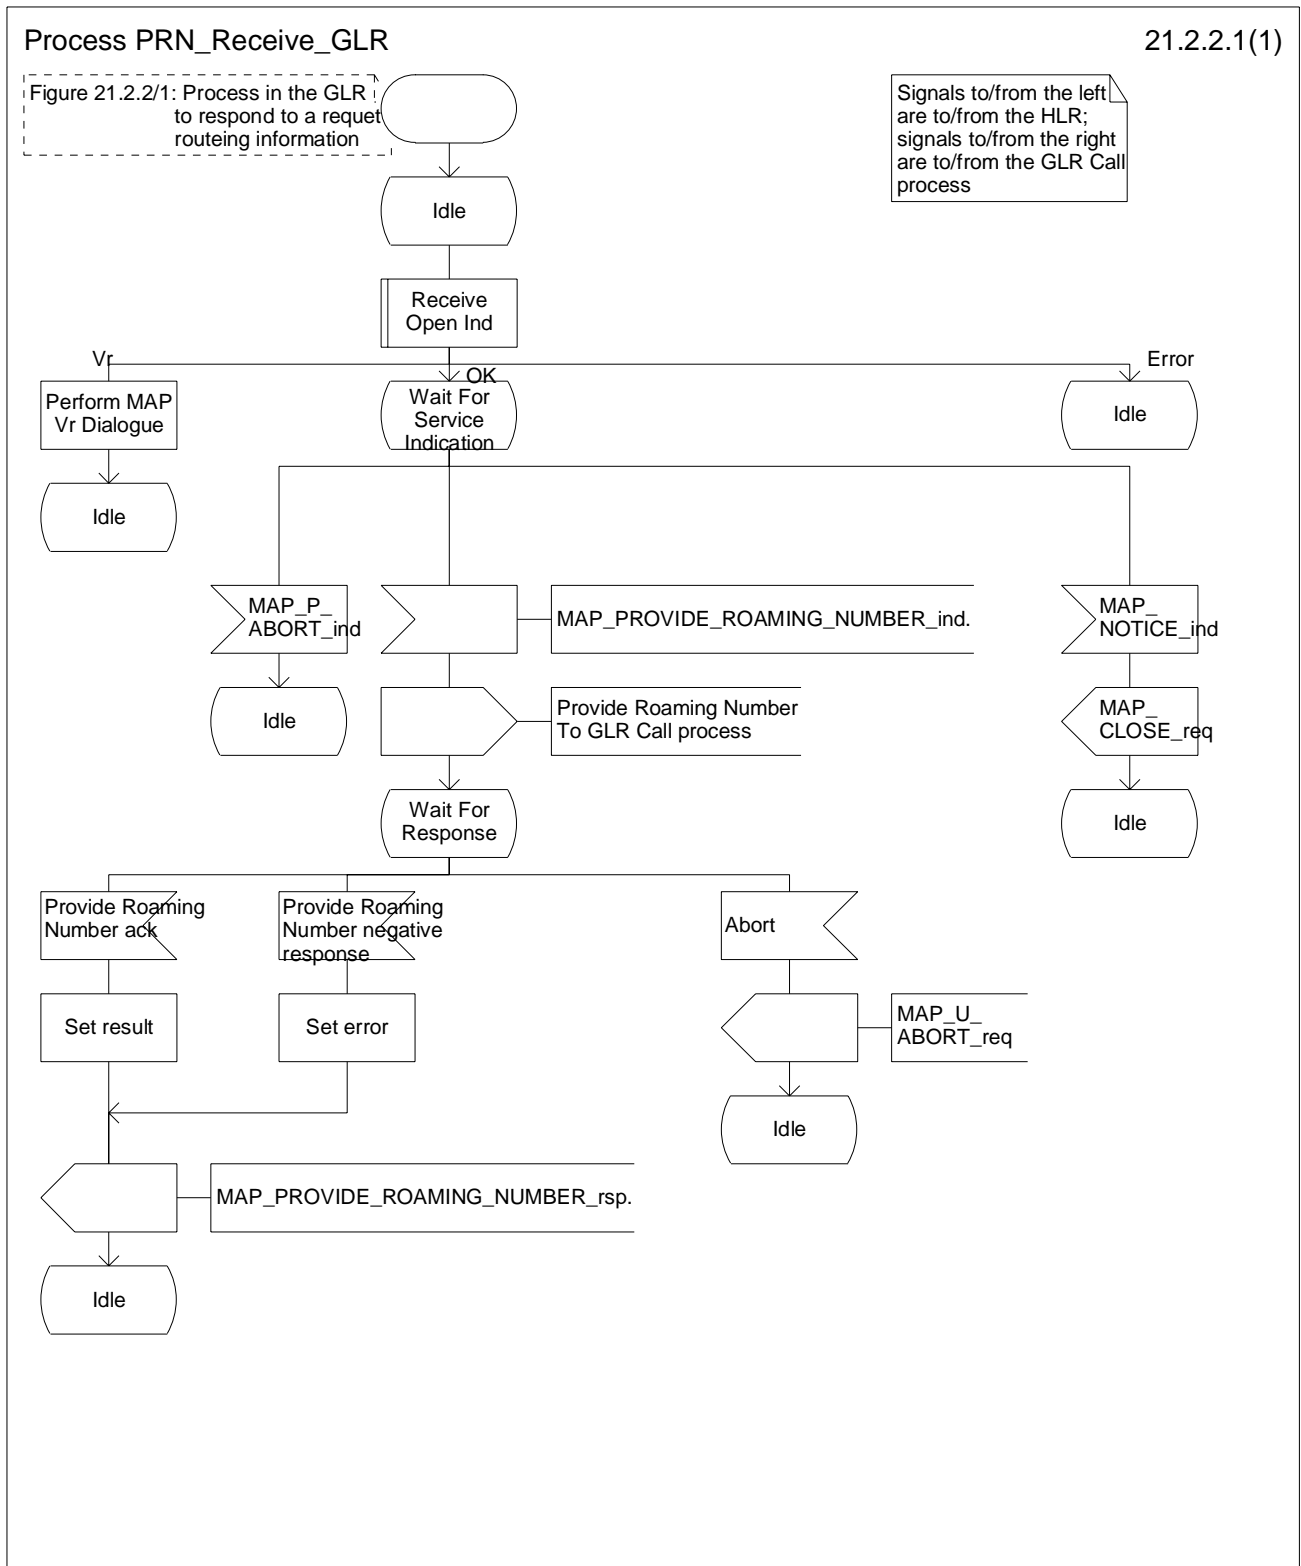 Process PRN_Receive_GLR
21.2.2.1(1)
Figure 21.2.2/1: Process in the GLR
to respond to a requet
routeing information
Signals to/from the left
are to/from the HLR;
signals to/from the right
are to/from the GLR Call
process
Idle
Receive
Open Ind
Vr
OK
Error
Perform MAP
Vr Dialogue
Wait For
Service
Indication
Idle
Idle
MAP_P_
ABORT_ind
MAP_PROVIDE_ROAMING_NUMBER_ind.
MAP_
NOTICE_ind
Idle
Provide Roaming Number
To GLR Call process
MAP_
CLOSE_req
Wait For
Response
Idle
Provide Roaming
Number ack
Provide Roaming
Number negative
response
Abort
Set result
Set error
MAP_U_
ABORT_req
Idle
MAP_PROVIDE_ROAMING_NUMBER_rsp.
Idle